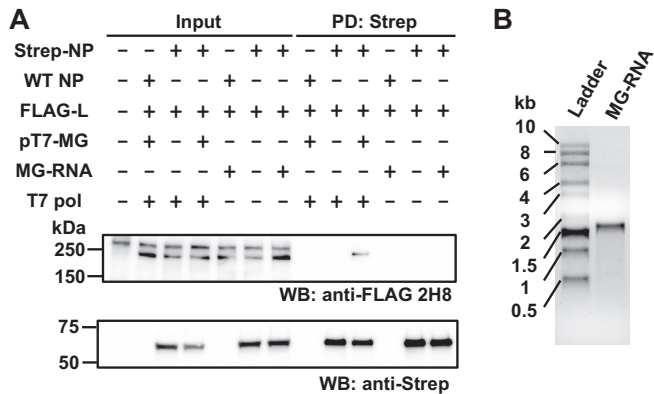 A
Input PD: Strep
Strep-NP – – + + – + + – + + – + +
WT NP – + – – + – – + – – + – –
FLAG-L – + + + + + + + + + + + +
pT7-MG – + – + – – – + – + – – –
MG-RNA – – – – + – + – – – + – +
T7 pol – + + + – – – + + + – – –
kDa
250
150
WB: anti-FLAG 2H8
75
50
WB: anti-Strep
B
Ladder
MG-RNA
kb
10
8
6
4
3
2
1.5
1
0.5